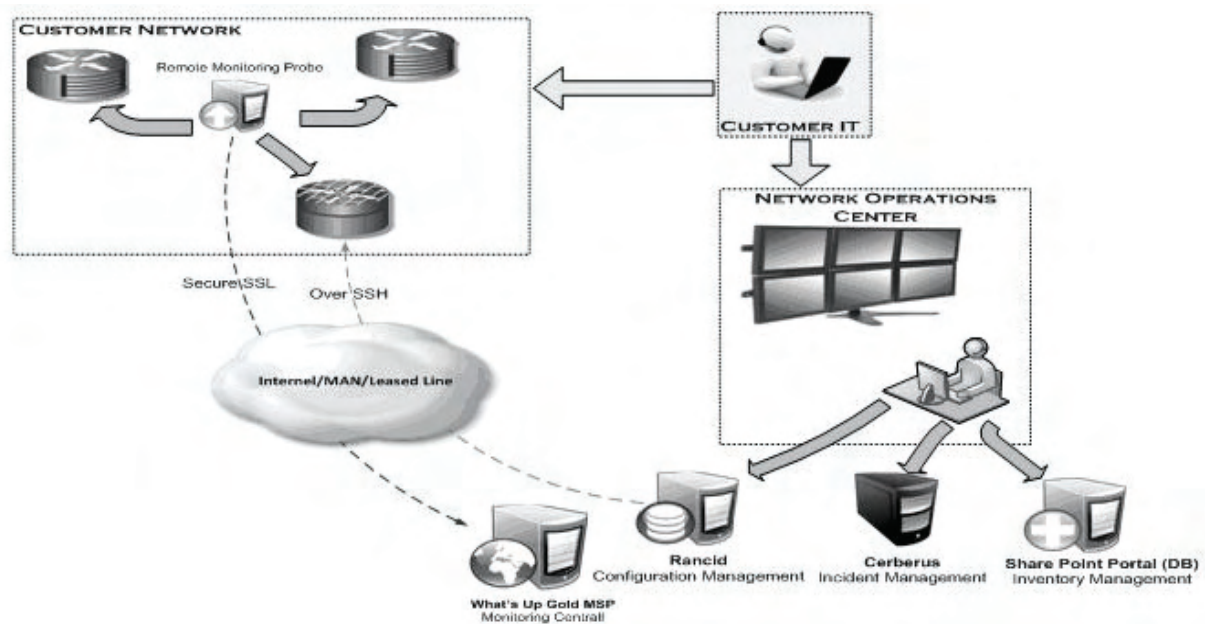 CUSTOMER NETWORK
Remote Monitoring Probe
CUSTOMER IT
NETWORK OPERATIONS
CENTER
Secure SSL
Over SSH
Internet/MAN/Leased Line
Rancid
Configuration Management
Cerberus
Incident Management
Share Point Portal (DB)
Inventory Management
What's Up Gold MSP
Monitoring Centrall